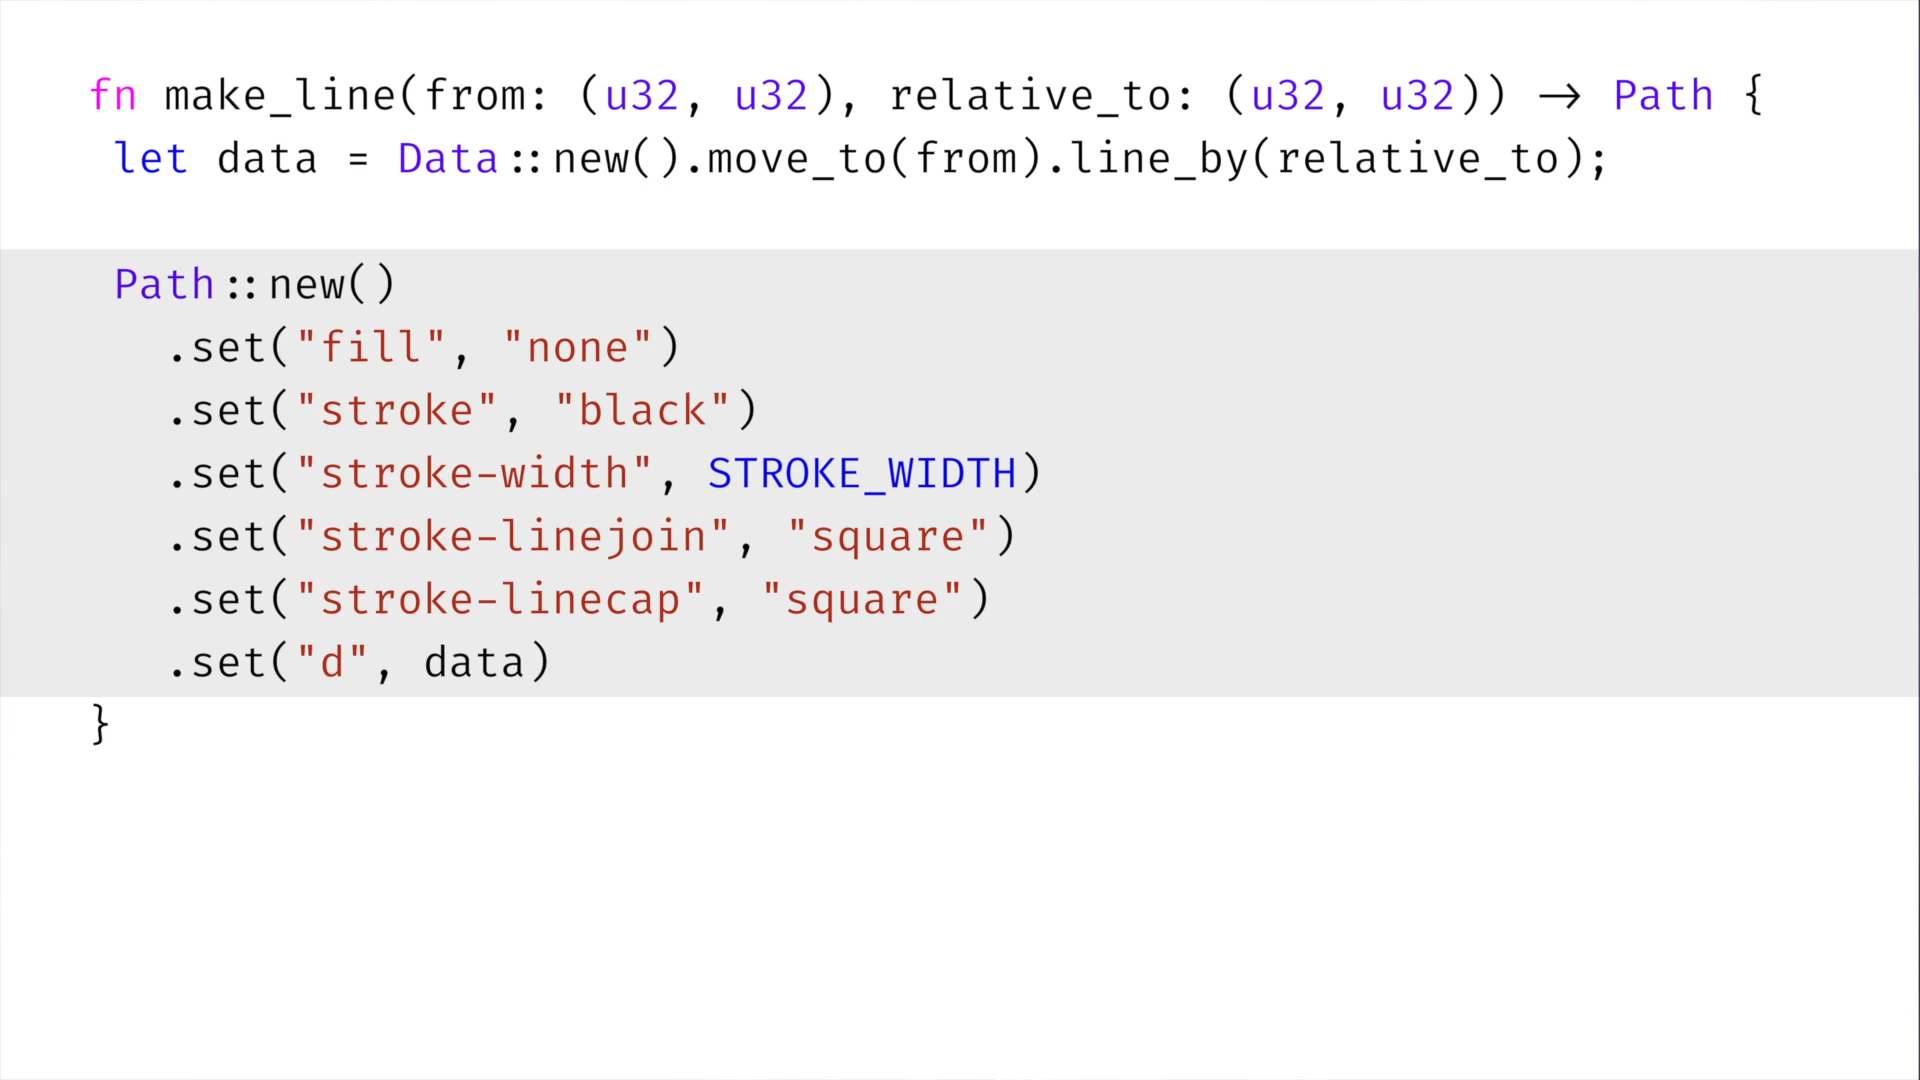 fn make_line(from: (u32, u32), relative_to: (u32, u32)) -> Path {
let data = Data::new().move_to(from).line_by(relative_to);
Path::new()
.set("fill", "none")
.set("stroke", "black")
.set("stroke-width", STROKE_WIDTH)
.set("stroke-linejoin", "square")
.set("stroke-linecap", "square")
.set("d", data)
}